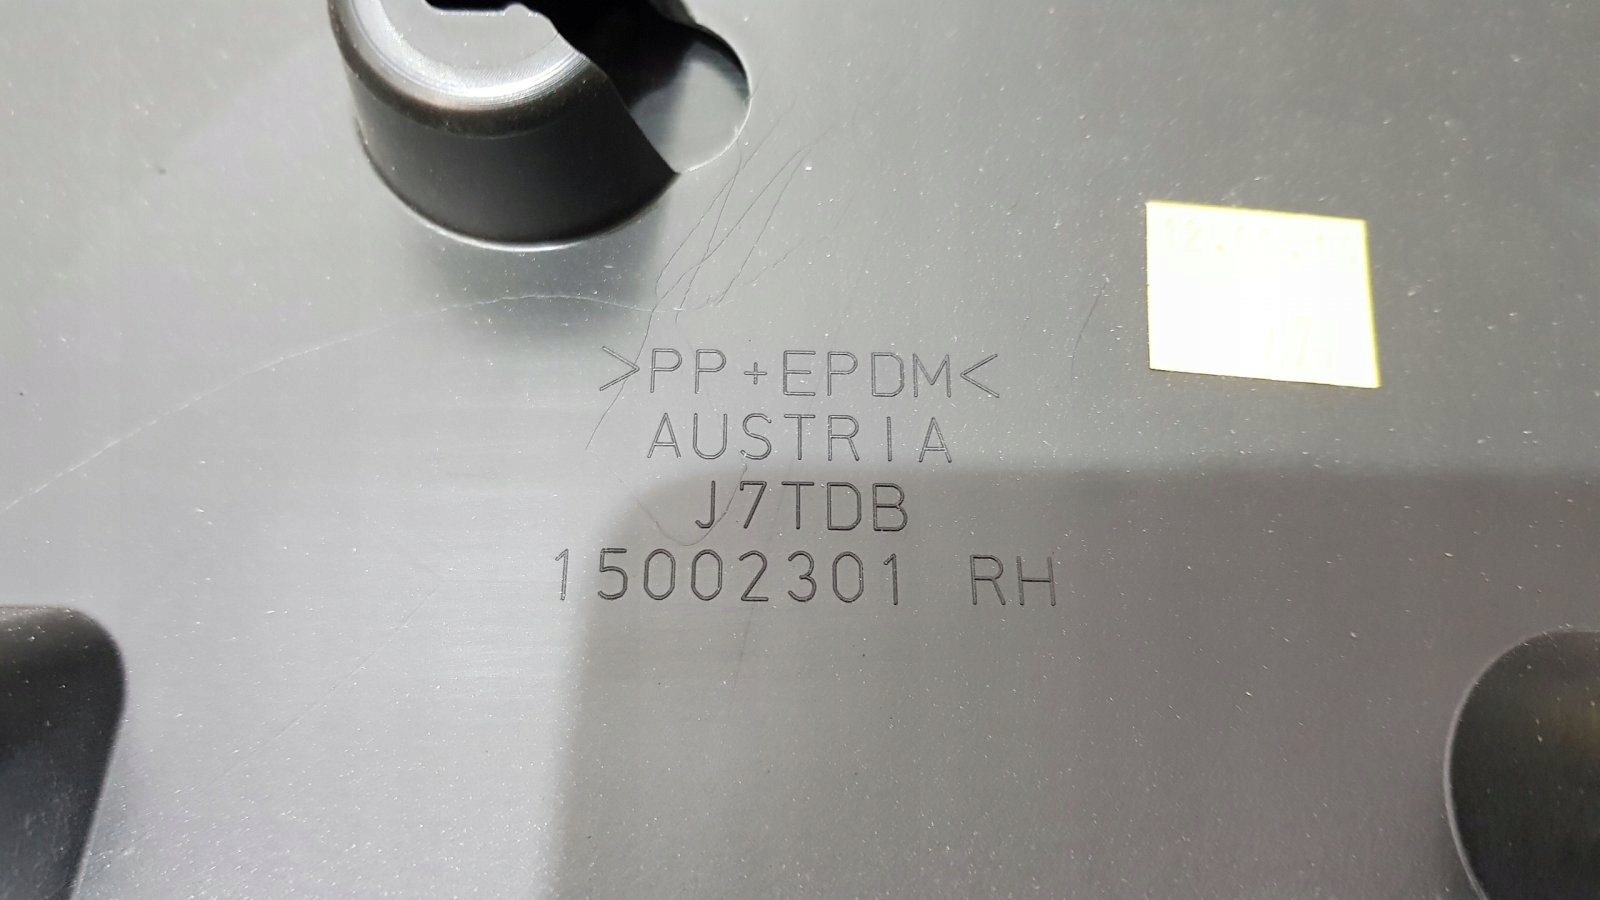 >PP+EPDM<
AUSTRIA
J7TDB
15002301 RH